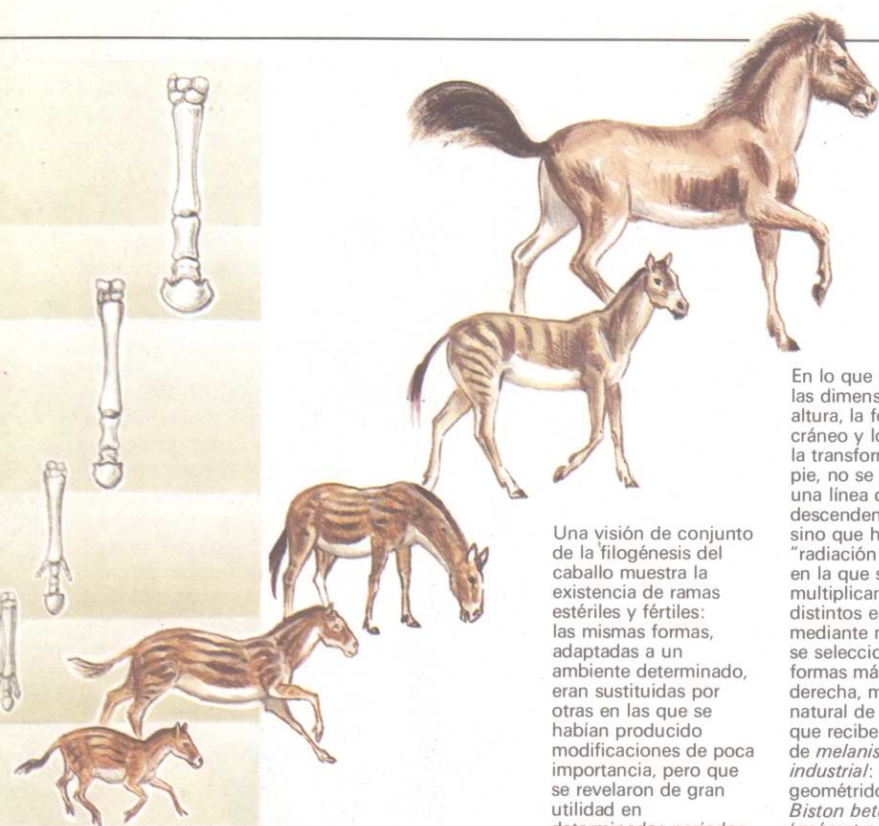 Una visión de conjunto
de la filogénesis del
caballo muestra la
existencia de ramas
estériles y fértiles:
las mismas formas,
adaptadas a un
ambiente determinado,
eran sustituidas por
otras en las que se
habían producido
modificaciones de poca
importancia, pero que
se revelaron de gran
utilidad en
En lo que
las dimens
altura, la fo
cráneo y lo
la transform
pie, no se
una línea d
descenden
sino que h
"radiación
en la que s
multiplicar
distintos e
mediante
se seleccio
formas má
derecha, m
natural de
que recibe
de melanis
industrial:
geométrido
Biston betu